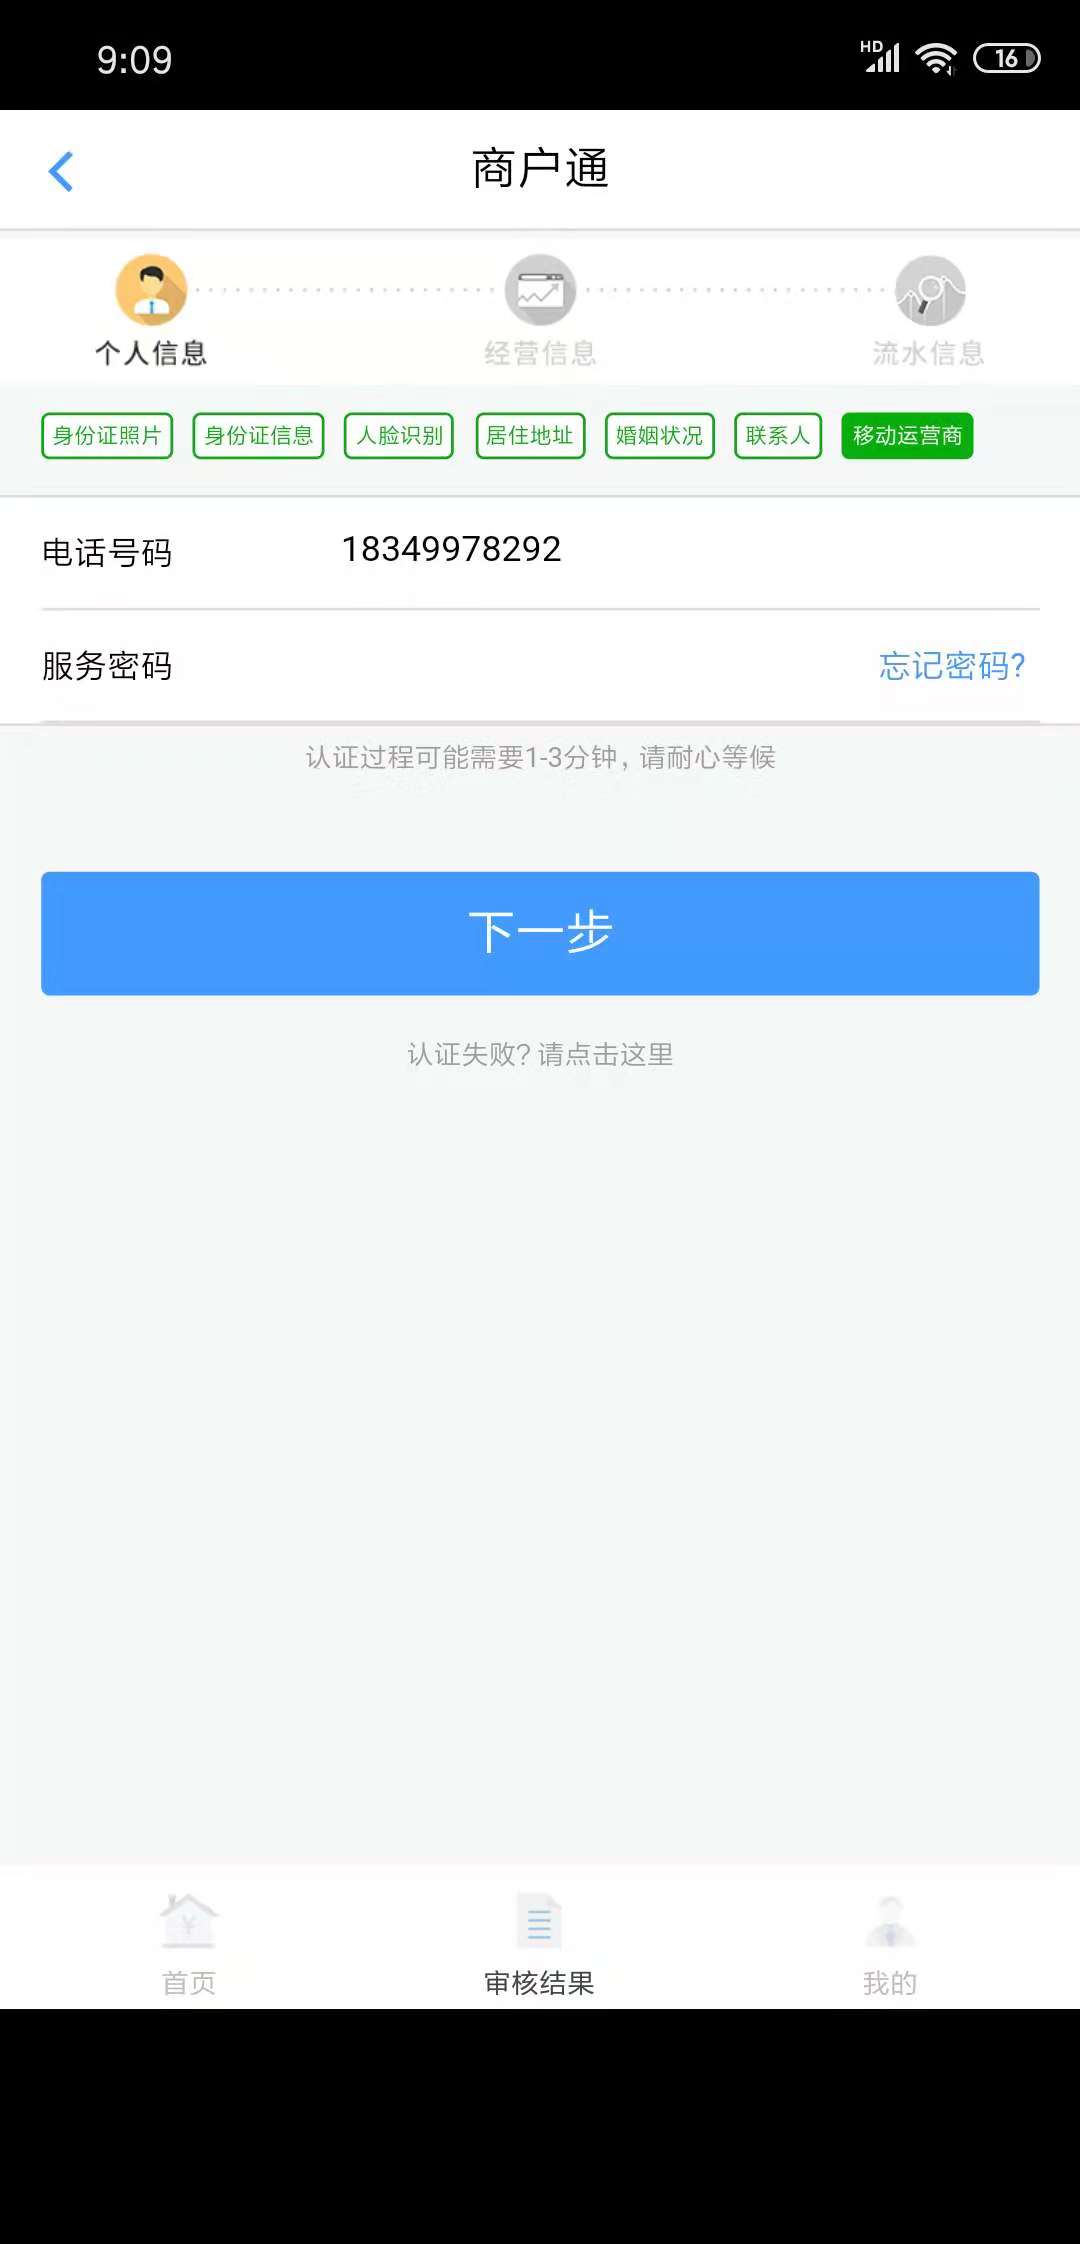 9:09
HD
16
商户通
个人信息
经营信息
流水信息
身份证照片 身份证信息 人脸识别 居住地址 婚姻状况 联系人 移动运营商
电话号码 18349978292
服务密码 忘记密码?
认证过程可能需要1-3分钟，请耐心等候
下一步
认证失败? 请点击这里
首页
审核结果
我的